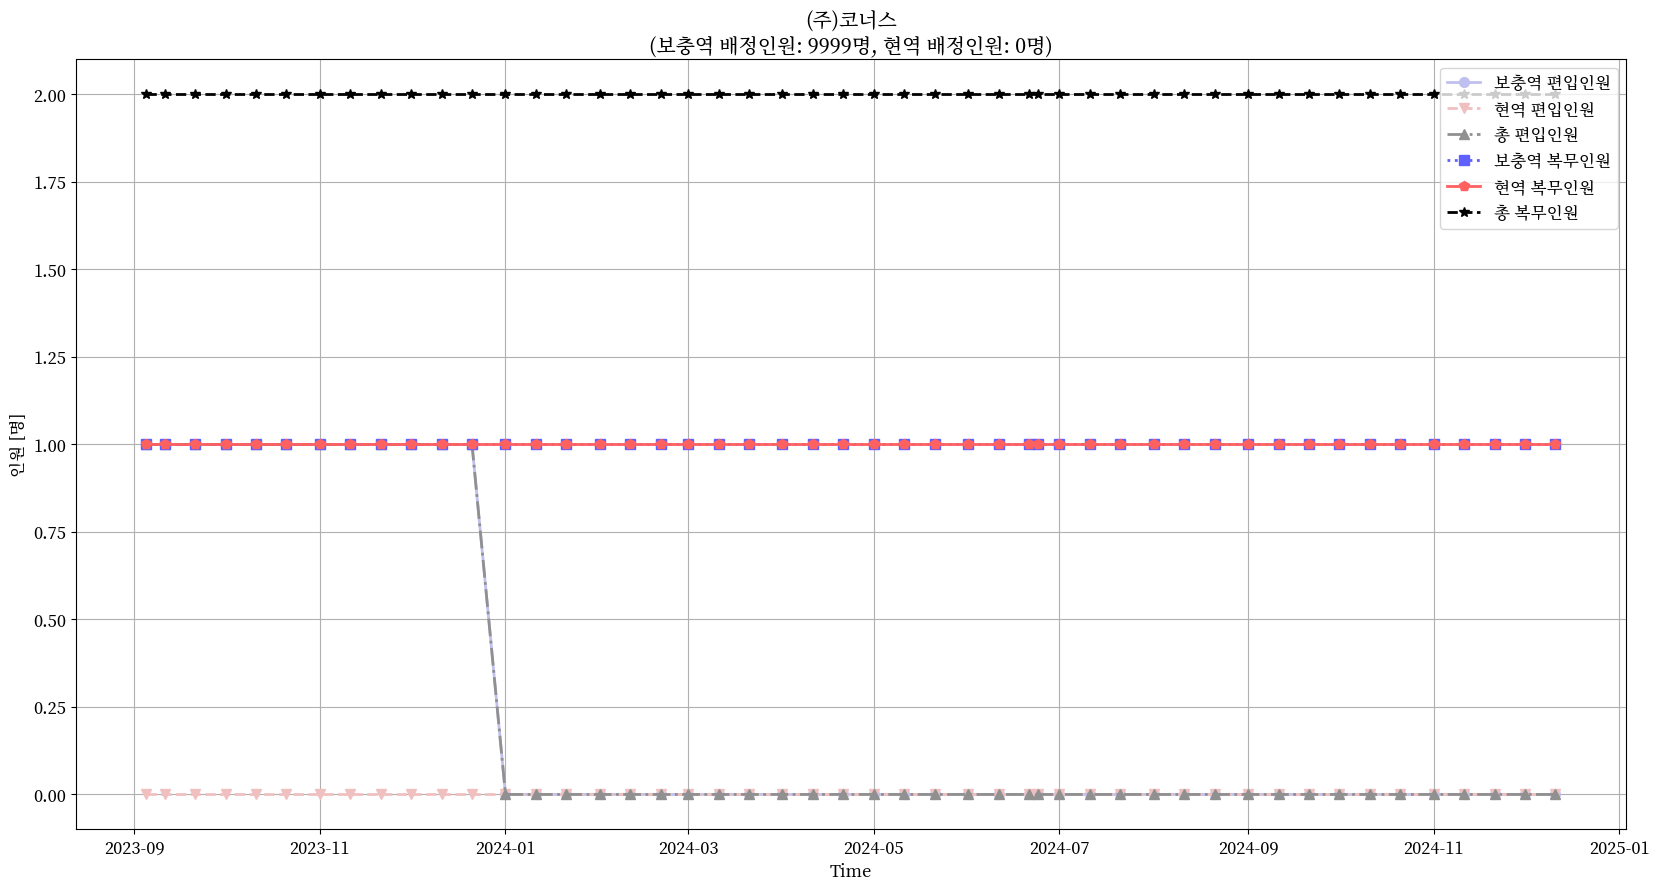 (주)코너스
(보충역 배정인원: 9999명, 현역 배정인원: 0명)
보충역 편입인원
현역 편입인원
총 편입인원
보충역 복무인원
현역 복무인원
총 복무인원
인원 [명]
2.00
1.75
1.50
1.25
1.00
0.75
0.50
0.25
0.00
2023-09
2023-11
2024-01
2024-03
2024-05
2024-07
2024-09
2024-11
2025-01
Time